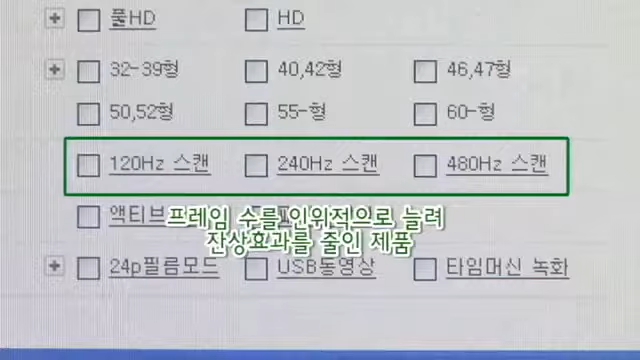 풀HD HD
32-39형 40,42형 46,47형
50,52형 55-형 60-형
120Hz 스캔 240Hz 스캔 480Hz 스캔
액티브
프레임 수를 인위적으로 늘려
잔상효과를 줄인 제품
24p필름모드 USB동영상 타임머신 녹화